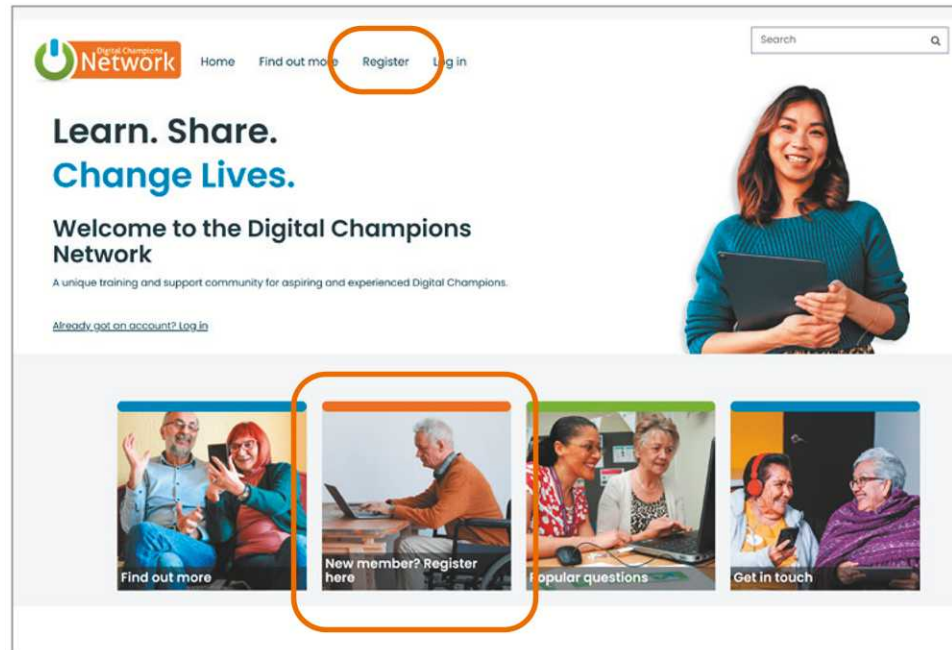 Digital Champions
Network
Home Find out more Register Log in
Search
Learn. Share.
Change Lives.
Welcome to the Digital Champions
Network
A unique training and support community for aspiring and experienced Digital Champions.
Already got an account? Log in
Find out more
New member? Register
here
Popular questions
Get in touch